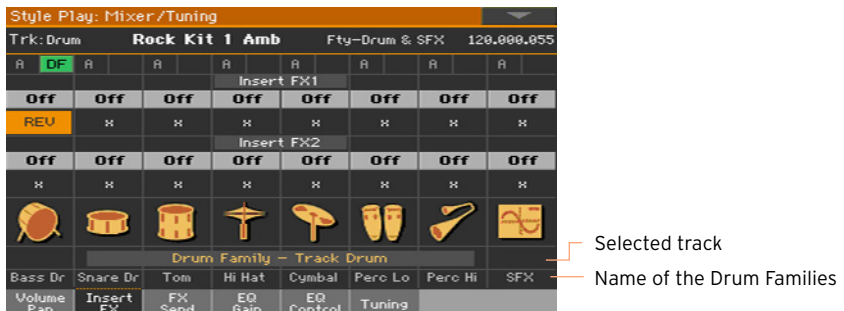 Style Play: Mixer/Tuning
Trk:Drum Rock Kit 1 Amb Fty-Drum & SFX 120.000.055
A DF A A A A A A A
Insert FX1
Off Off Off Off Off Off Off Off
REV x x x x x x x
Insert FX2
Off Off Off Off Off Off Off Off
x x x x x x x x
Drum Family – Track Drum
Selected track
Bass Dr Snare Dr Tom Hi Hat Cymbal Perc Lo Perc Hi SFX
Name of the Drum Families
Volume Pan Insert FX FX Send EQ Gain EQ Control Tuning